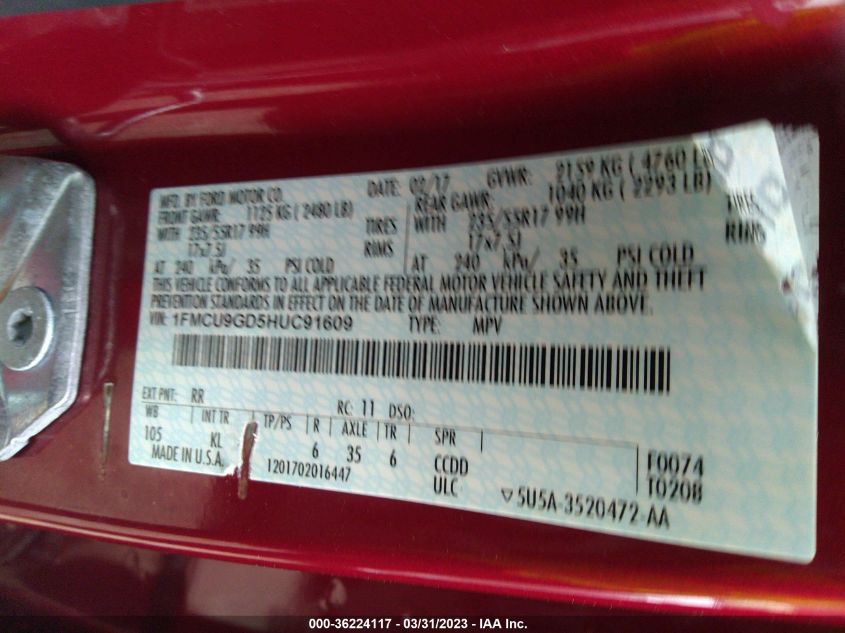 MFD. BY FORD MOTOR CO. DATE: 02/17 GVWR: 2159 KG ( 4760 LB
FRONT GAWR: 1125 KG ( 2480 LB) REAR GAWR: 1040 KG ( 2293 LB)
WITH 235/55R17 99H TIRES WITH 235/55R17 99H TIRES
17x7.5J RIMS 17x7.5J RIMS
AT 240 kPa/ 35 PSI COLD AT 240 kPa/ 35 PSI COLD
THIS VEHICLE CONFORMS TO ALL APPLICABLE FEDERAL MOTOR VEHICLE SAFETY AND THEFT
PREVENTION STANDARDS IN EFFECT ON THE DATE OF MANUFACTURE SHOWN ABOVE.
VIN: 1FMCU9GD5HUC91609 TYPE: MPV
EXT PNT: RR RC: 11 DSO:
WB INT TR TP/PS R AXLE TR SPR
105 KL 6 35 6 CCDD F0074
MADE IN U.S.A. 1201702016447 ULC T0208
▽5U5A-3520472-AA
000-36224117 — 03/31/2023 — IAA Inc.